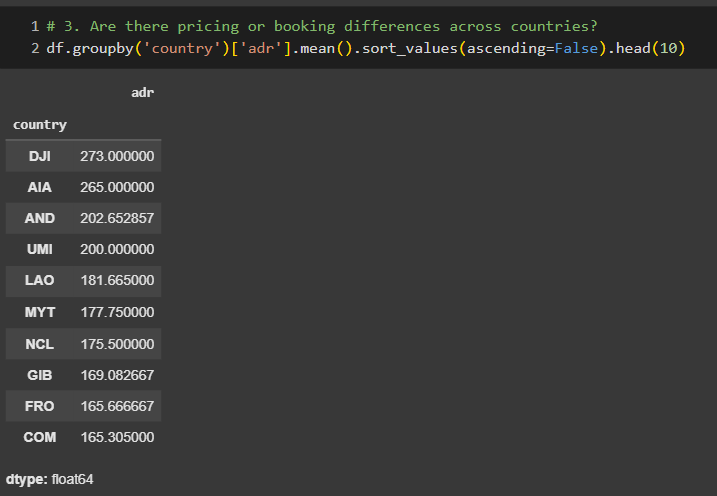 1 # 3. Are there pricing or booking differences across countries?
2 df.groupby('country')['adr'].mean().sort_values(ascending=False).head(10)
adr
country
DJI 273.000000
AIA 265.000000
AND 202.652857
UMI 200.000000
LAO 181.665000
MYT 177.750000
NCL 175.500000
GIB 169.082667
FRO 165.666667
COM 165.305000
dtype: float64